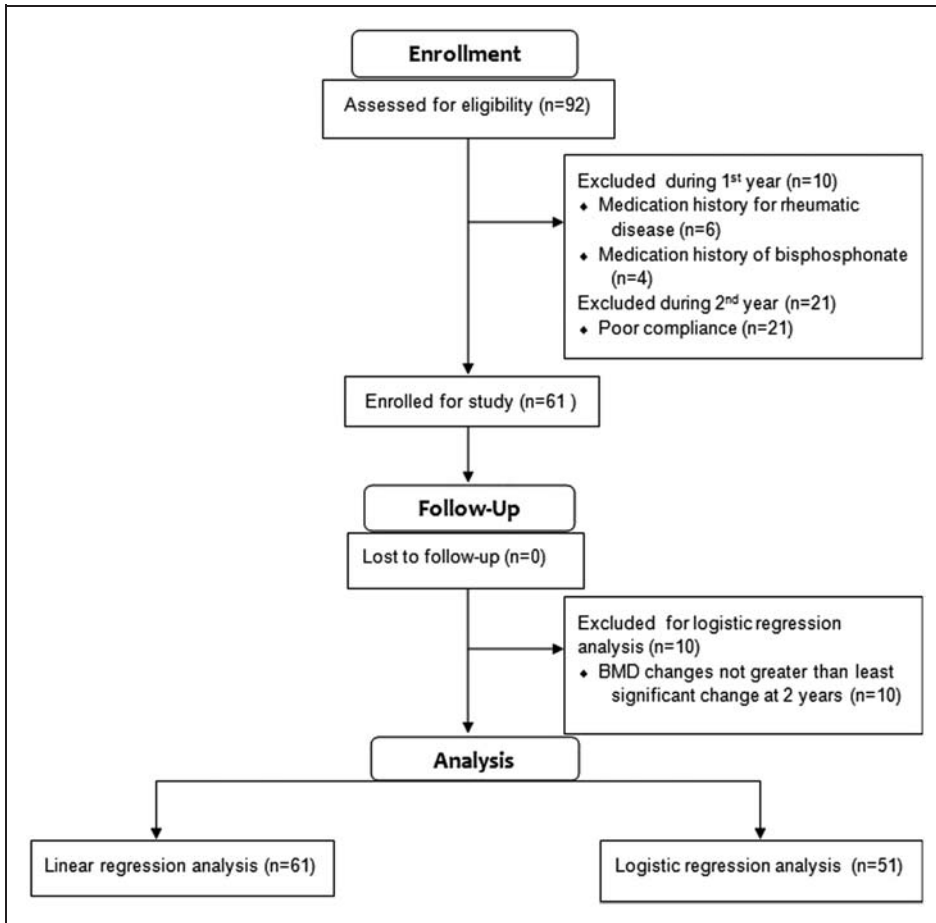 Enrollment
Assessed for eligibility (n=92)
Excluded during 1st year (n=10)
♦ Medication history for rheumatic
disease (n=6)
♦ Medication history of bisphosphonate
(n=4)
Excluded during 2nd year (n=21)
♦ Poor compliance (n=21)
Enrolled for study (n=61 )
Follow-Up
Lost to follow-up (n=0)
Excluded for logistic regression
analysis (n=10)
♦ BMD changes not greater than least
significant change at 2 years (n=10)
Analysis
Linear regression analysis (n=61)
Logistic regression analysis (n=51)